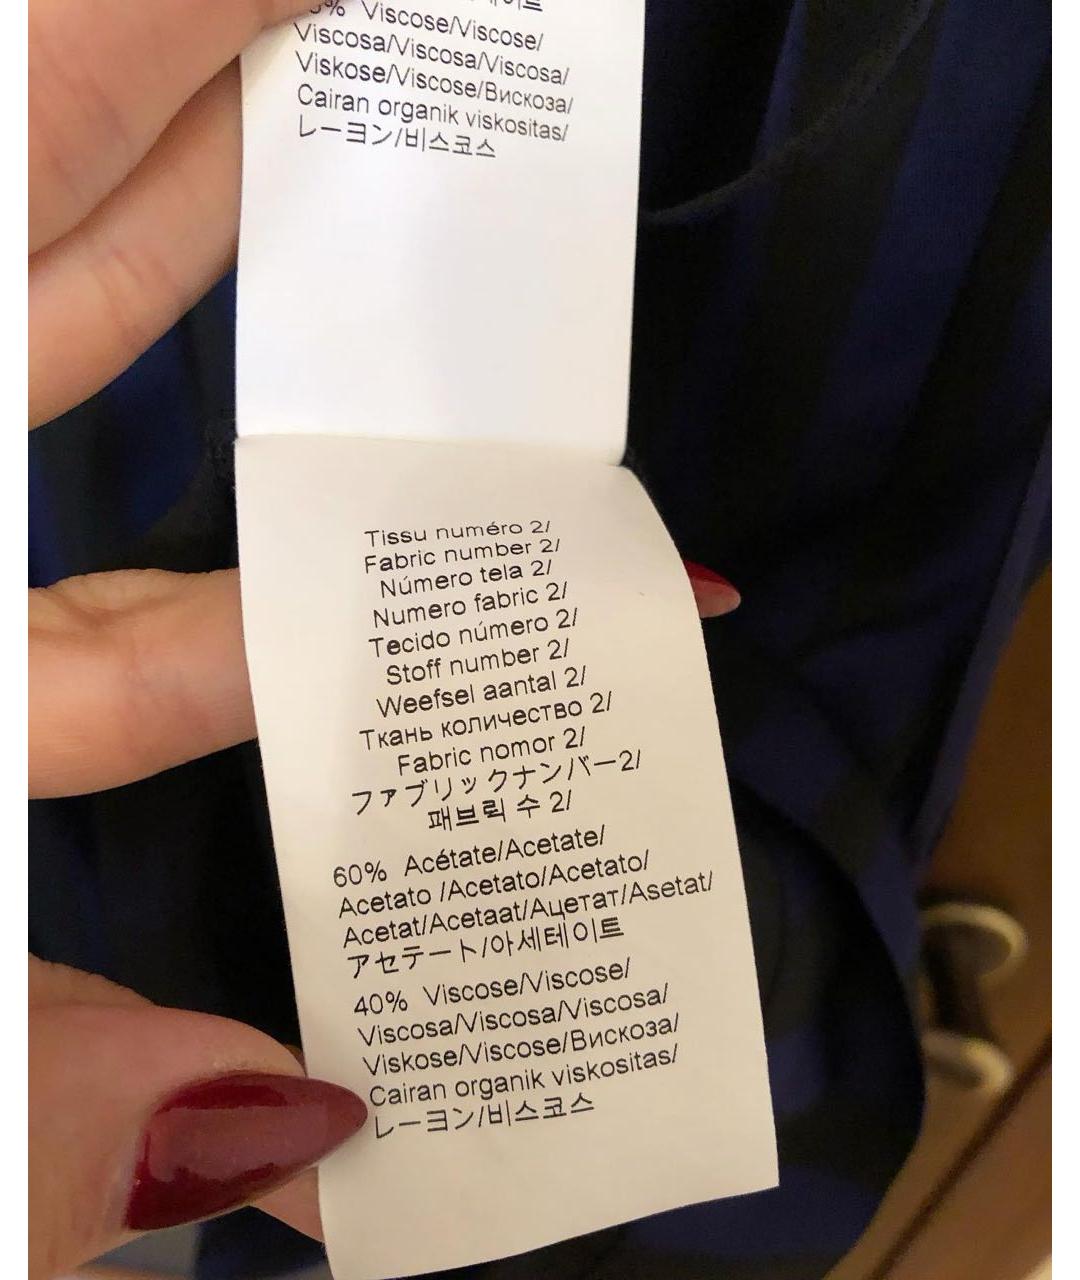 % Viscose/Viscose/
Viscosa/Viscosa/Viscosa/
Viskose/Viscose/Вискоза/
Cairan organik viskositas/
レーヨン/비스코스
Tissu numéro 2/
Fabric number 2/
Número tela 2/
Numero fabric 2/
Tecido número 2/
Stoff number 2/
Weefsel aantal 2/
Ткань количество 2/
Fabric nomor 2/
ファブリックナンバー2/
패브릭 수 2/
60% Acétate/Acetate/
Acetato /Acetato/Acetato/
Acetat/Acetaat/Ацетат/Asetat/
アセテート/아세테이트
40% Viscose/Viscose/
Viscosa/Viscosa/Viscosa/
Viskose/Viscose/Вискоза/
Cairan organik viskositas/
レーヨン/비스코스